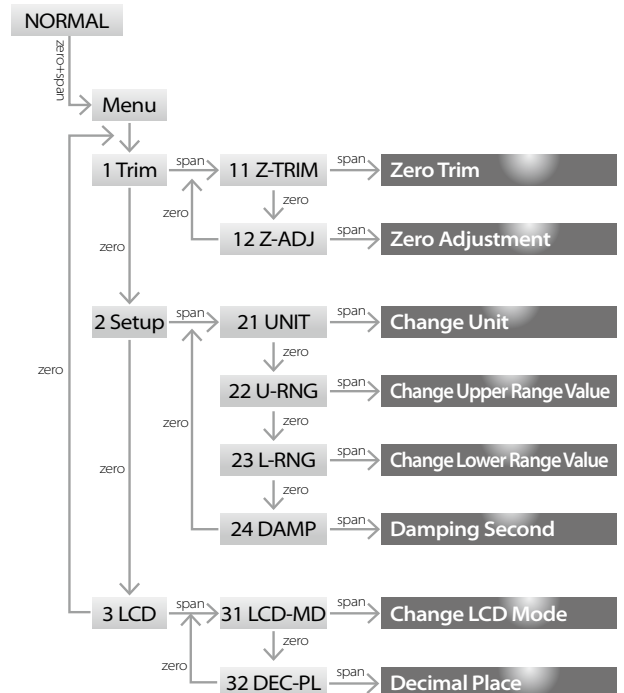 NORMAL
zero+span
Menu
1 Trim
span
11 Z-TRIM
span
Zero Trim
zero
zero
12 Z-ADJ
span
Zero Adjustment
zero
2 Setup
span
21 UNIT
span
Change Unit
zero
22 U-RNG
span
Change Upper Range Value
zero
zero
zero
23 L-RNG
span
Change Lower Range Value
zero
zero
24 DAMP
span
Damping Second
3 LCD
span
31 LCD-MD
span
Change LCD Mode
zero
zero
32 DEC-PL
span
Decimal Place